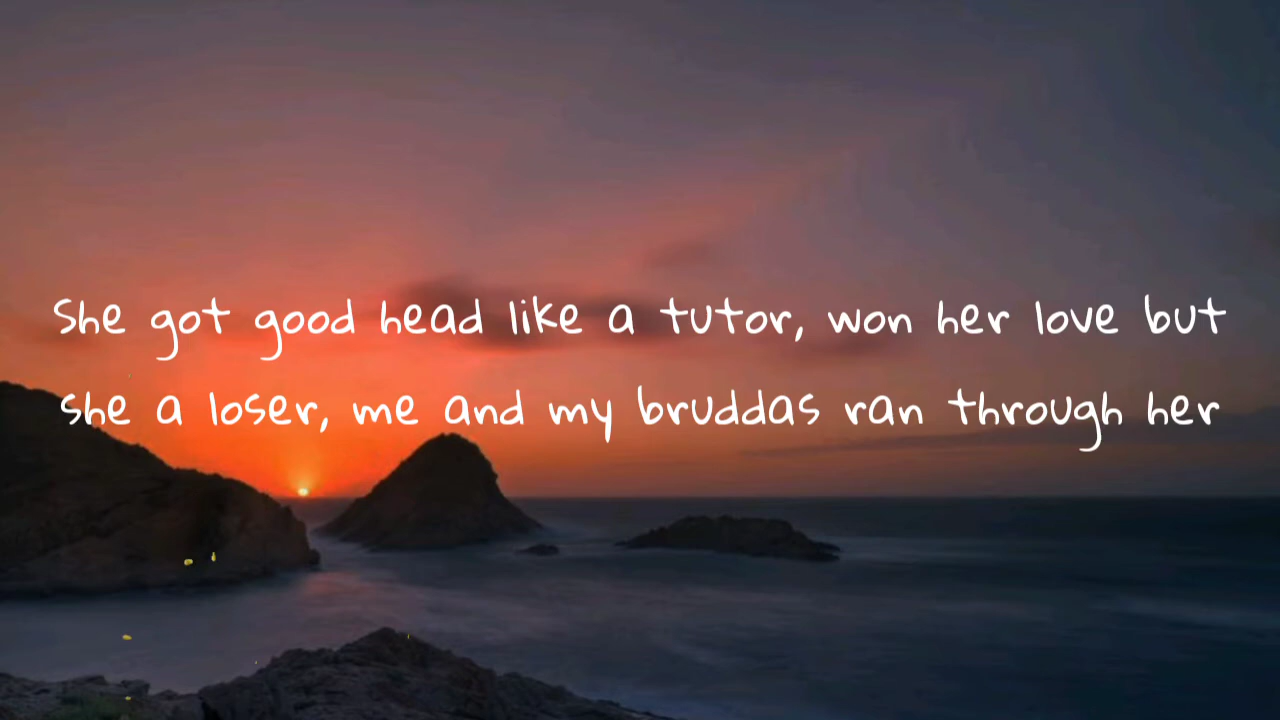 She got good head like a tutor, won her love but
she a loser, me and my bruddas ran through her